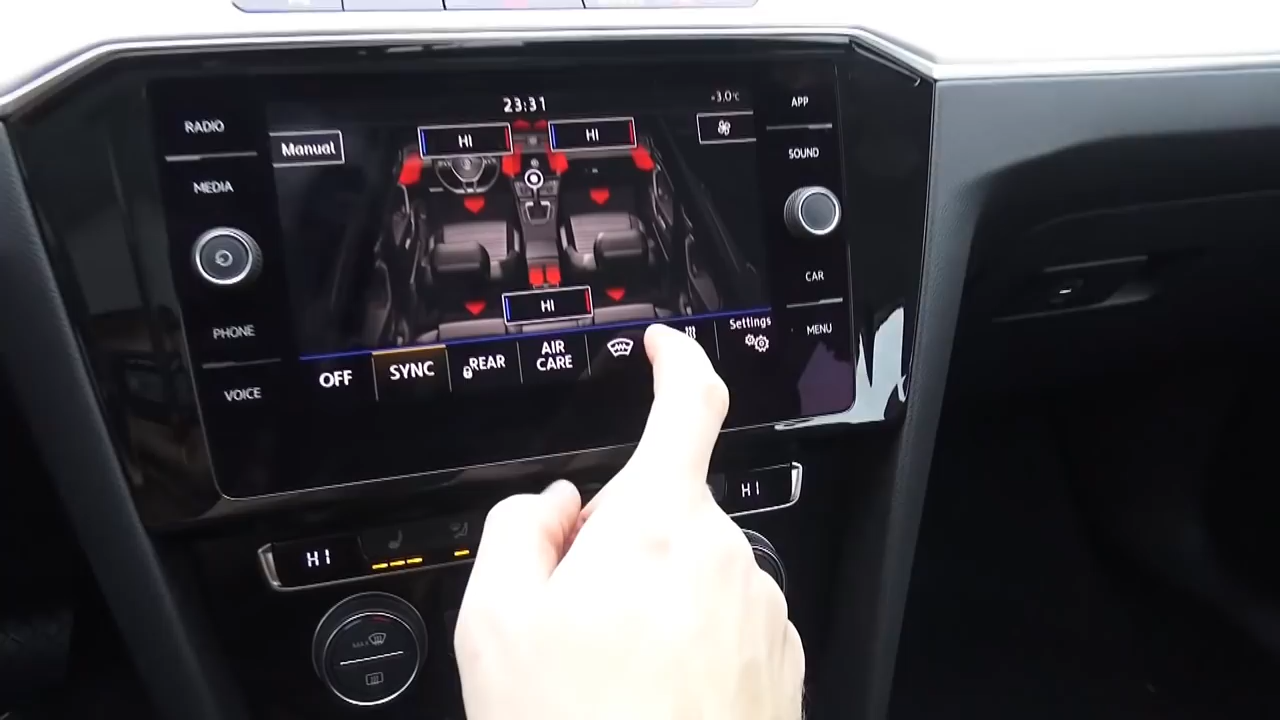 RADIO
MEDIA
PHONE
VOICE
23:31
-3.0°C
Manual
HI
HI
HI
OFF
SYNC
REAR
AIR
CARE
Settings
APP
SOUND
CAR
MENU
HI
HI
MAX